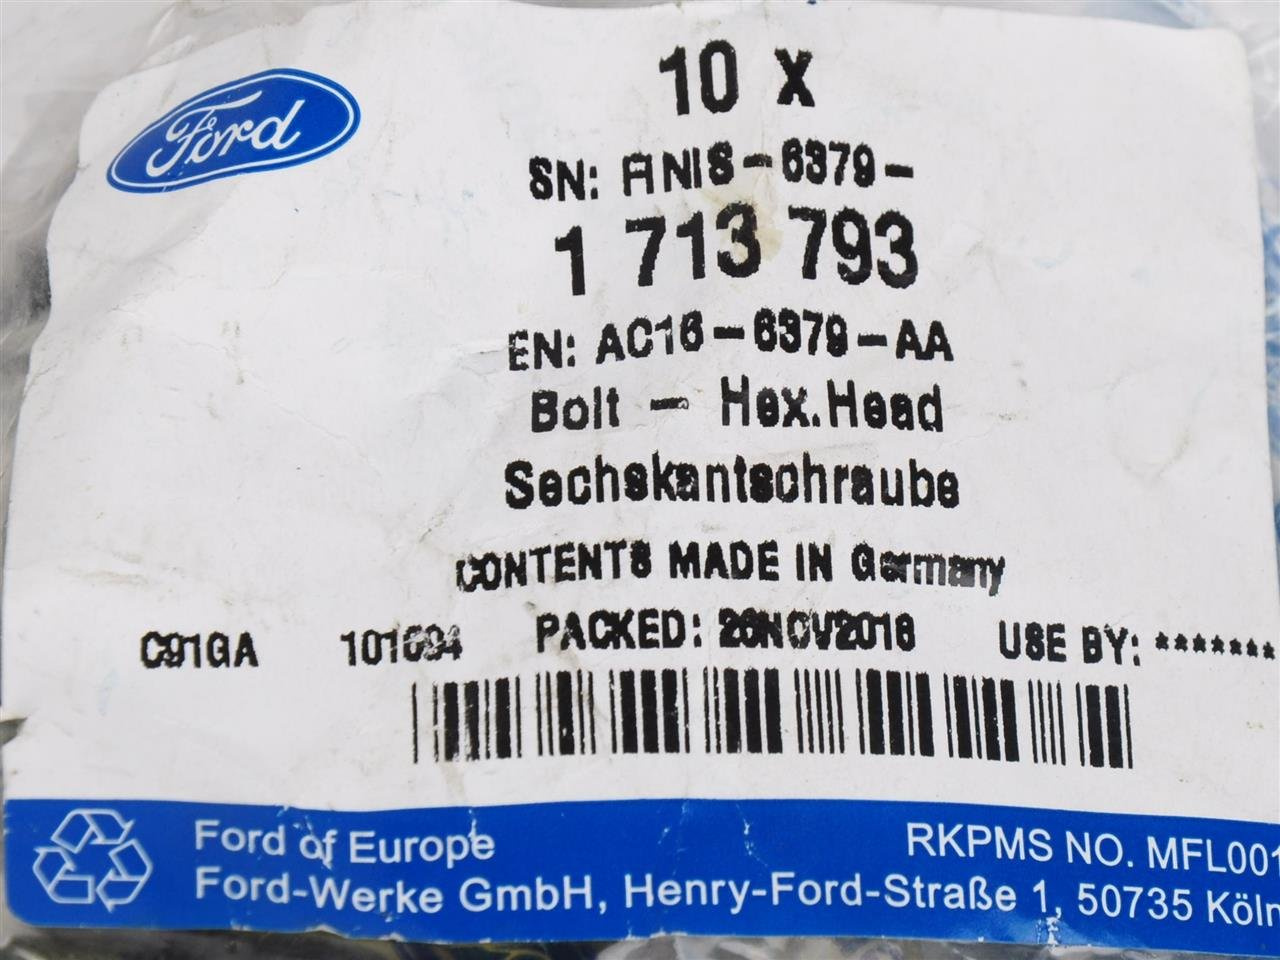 Ford
10 X
SN: ANIS-6379-
1 713 793
EN: AC16-6379-AA
Bolt - Hex.Head
Sechskantschraube
CONTENTS MADE IN Germany
C91GA 101694 PACKED: 26NOV2018 USE BY: *******
Ford of Europe
Ford-Werke GmbH, Henry-Ford-Straße 1, 50735 Köln
RKPMS NO. MFL001